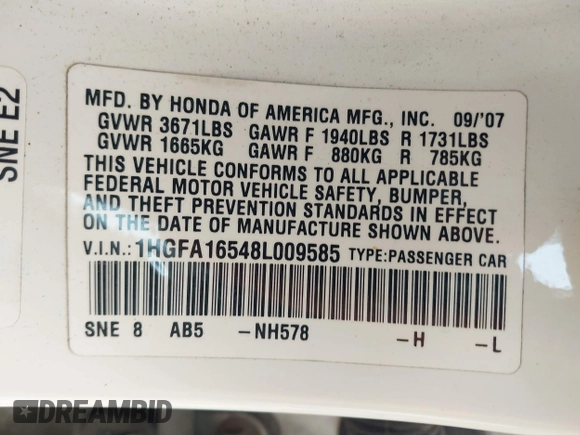 SNE E2
MFD. BY HONDA OF AMERICA MFG., INC. 09/'07
GVWR 3671LBS GAWR F 1940LBS R 1731LBS
GVWR 1665KG GAWR F 880KG R 785KG
THIS VEHICLE CONFORMS TO ALL APPLICABLE
FEDERAL MOTOR VEHICLE SAFETY, BUMPER,
AND THEFT PREVENTION STANDARDS IN EFFECT
ON THE DATE OF MANUFACTURE SHOWN ABOVE.
V.I.N.: 1HGFA16548L009585 TYPE:PASSENGER CAR
SNE 8 AB5 -NH578 -H -L
DREAMBID